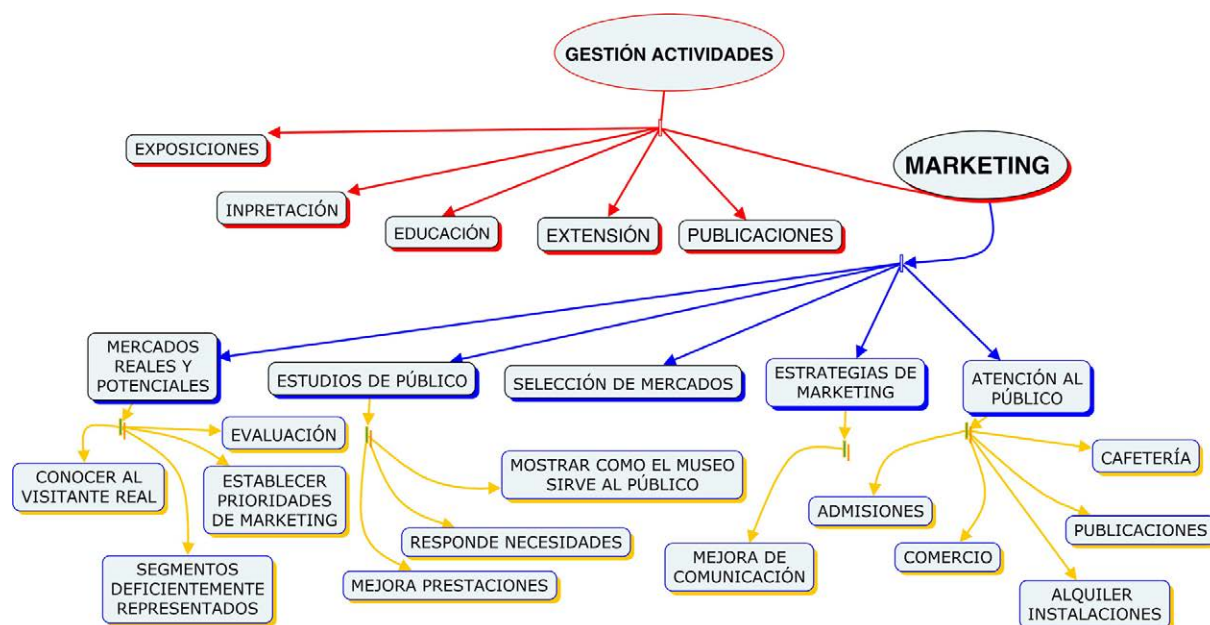 GESTIÓN ACTIVIDADES
EXPOSICIONES
MARKETING
INPRETACIÓN
EDUCACIÓN
EXTENSIÓN
PUBLICACIONES
MERCADOS
REALES Y
POTENCIALES
ESTUDIOS DE PÚBLICO
SELECCIÓN DE MERCADOS
ESTRATEGIAS DE
MARKETING
ATENCIÓN AL
PÚBLICO
EVALUACIÓN
CONOCER AL
VISITANTE REAL
ESTABLECER
PRIORIDADES
DE MARKETING
SEGMENTOS
DEFICIENTEMENTE
REPRESENTADOS
MOSTRAR COMO EL MUSEO
SIRVE AL PÚBLICO
RESPONDE NECESIDADES
MEJORA PRESTACIONES
MEJORA DE
COMUNICACIÓN
CAFETERÍA
ADMISIONES
PUBLICACIONES
COMERCIO
ALQUILER
INSTALACIONES